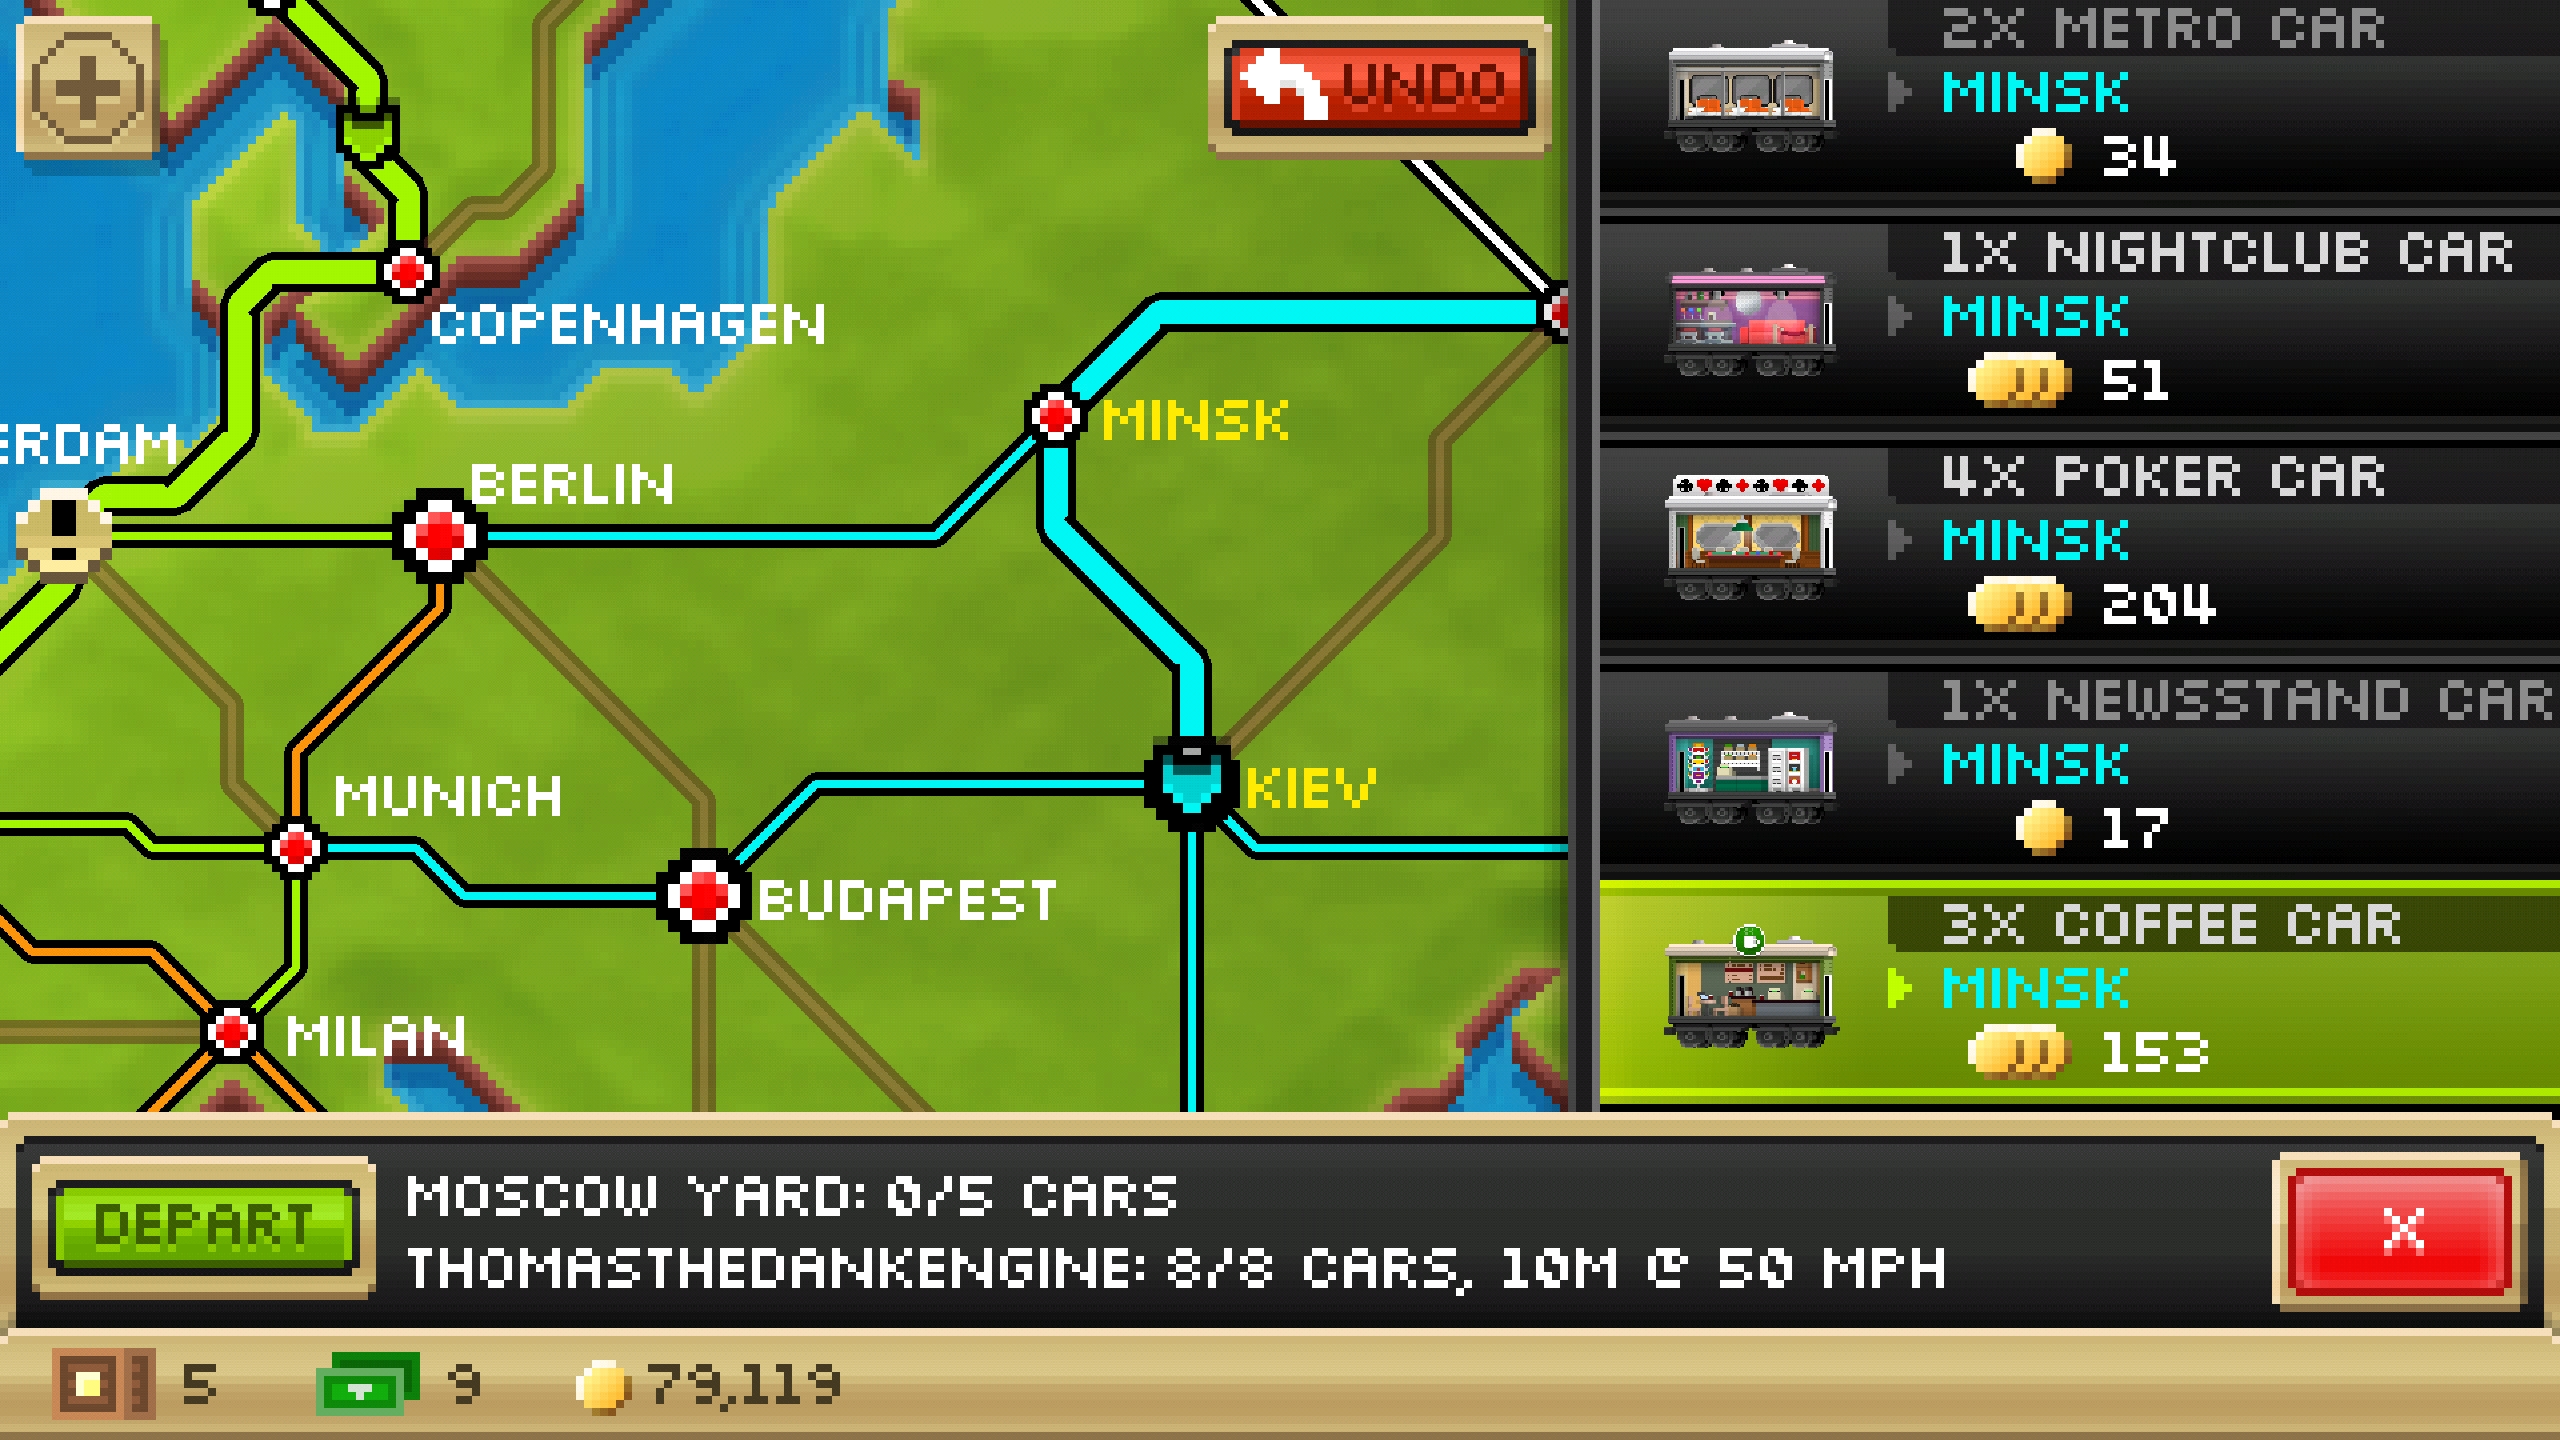 UNDO
COPENHAGEN
ERDAM
BERLIN
MINSK
MUNICH
KIEV
BUDAPEST
MILAN
2X METRO CAR
MINSK
34
1X NIGHTCLUB CAR
MINSK
51
4X POKER CAR
MINSK
204
1X NEWSSTAND CAR
MINSK
17
3X COFFEE CAR
MINSK
153
DEPART
MOSCOW YARD: 0/5 CARS
THOMASTHEDANKENGINE: 8/8 CARS, 10M @ 50 MPH
X
5 9 79,119